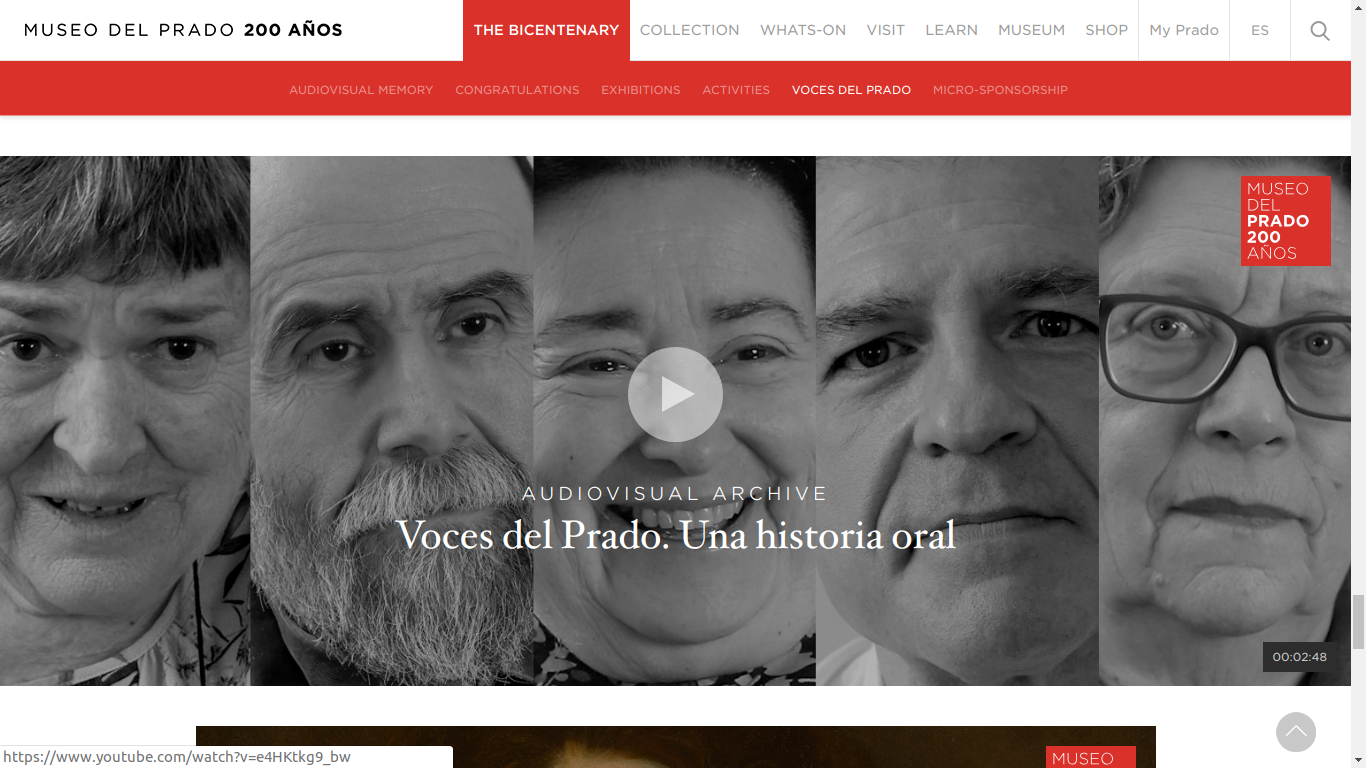 MUSEO DEL PRADO 200 AÑOS
THE BICENTENARY COLLECTION WHATS-ON VISIT LEARN MUSEUM SHOP My Prado ES
AUDIOVISUAL MEMORY CONGRATULATIONS EXHIBITIONS ACTIVITIES VOCES DEL PRADO MICRO-SPONSORSHIP
MUSEO
DEL
PRADO
200
AÑOS
AUDIOVISUAL ARCHIVE
Voces del Prado. Una historia oral
00:02:48
MUSEO
https://www.youtube.com/watch?v=e4HKtkg9_bw